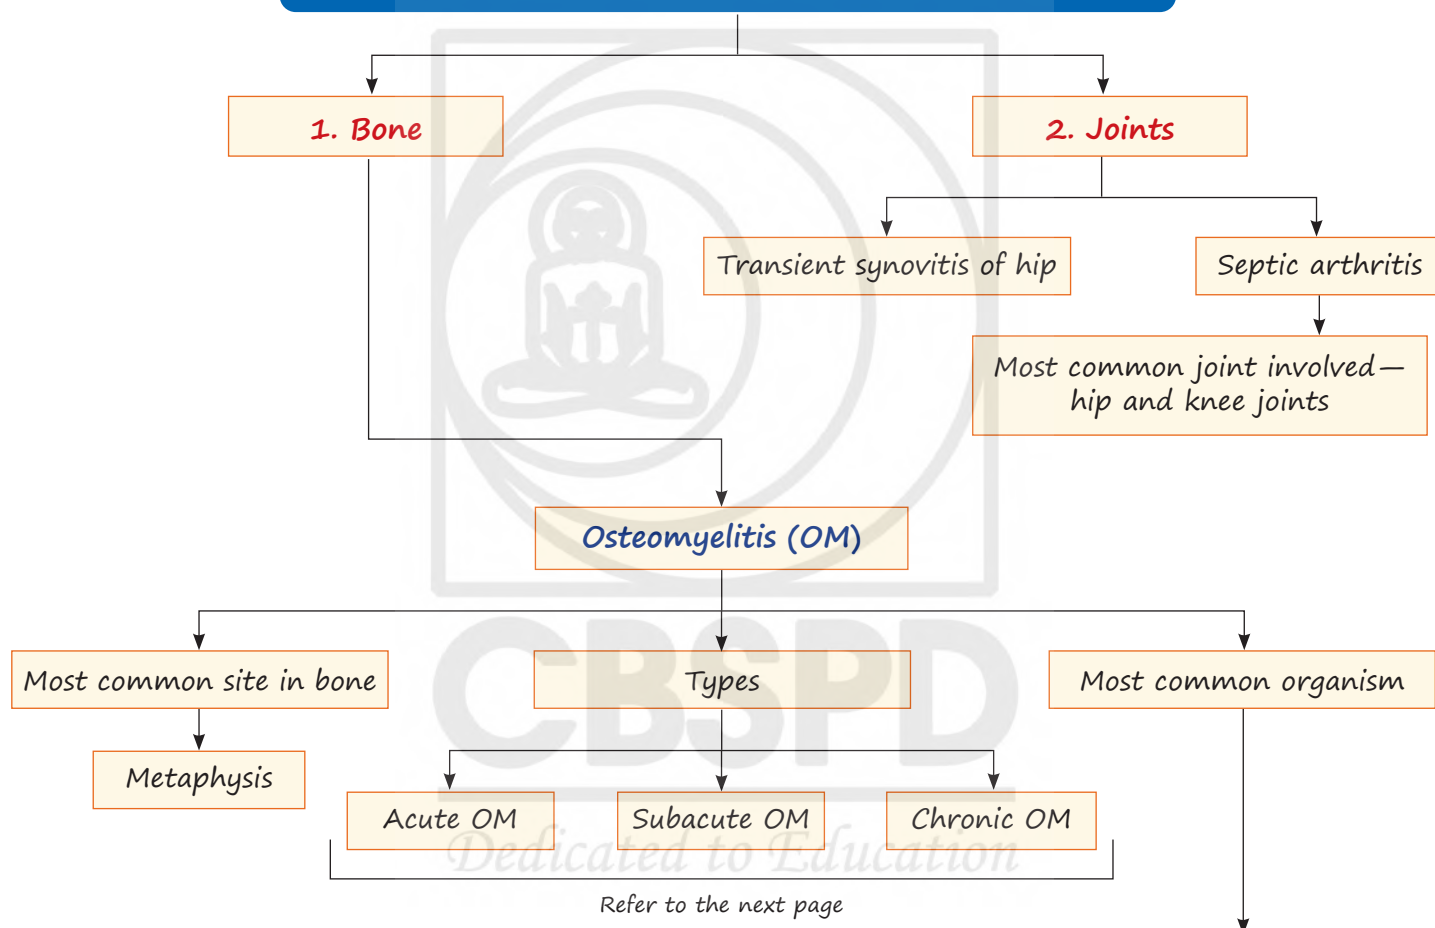 1. Bone
2. Joints
Transient synovitis of hip
Septic arthritis
Most common joint involved—
hip and knee joints
Osteomyelitis (OM)
Most common site in bone
Types
Most common organism
Metaphysis
Acute OM
Subacute OM
Chronic OM
Refer to the next page
CBSPD
Dedicated to Education